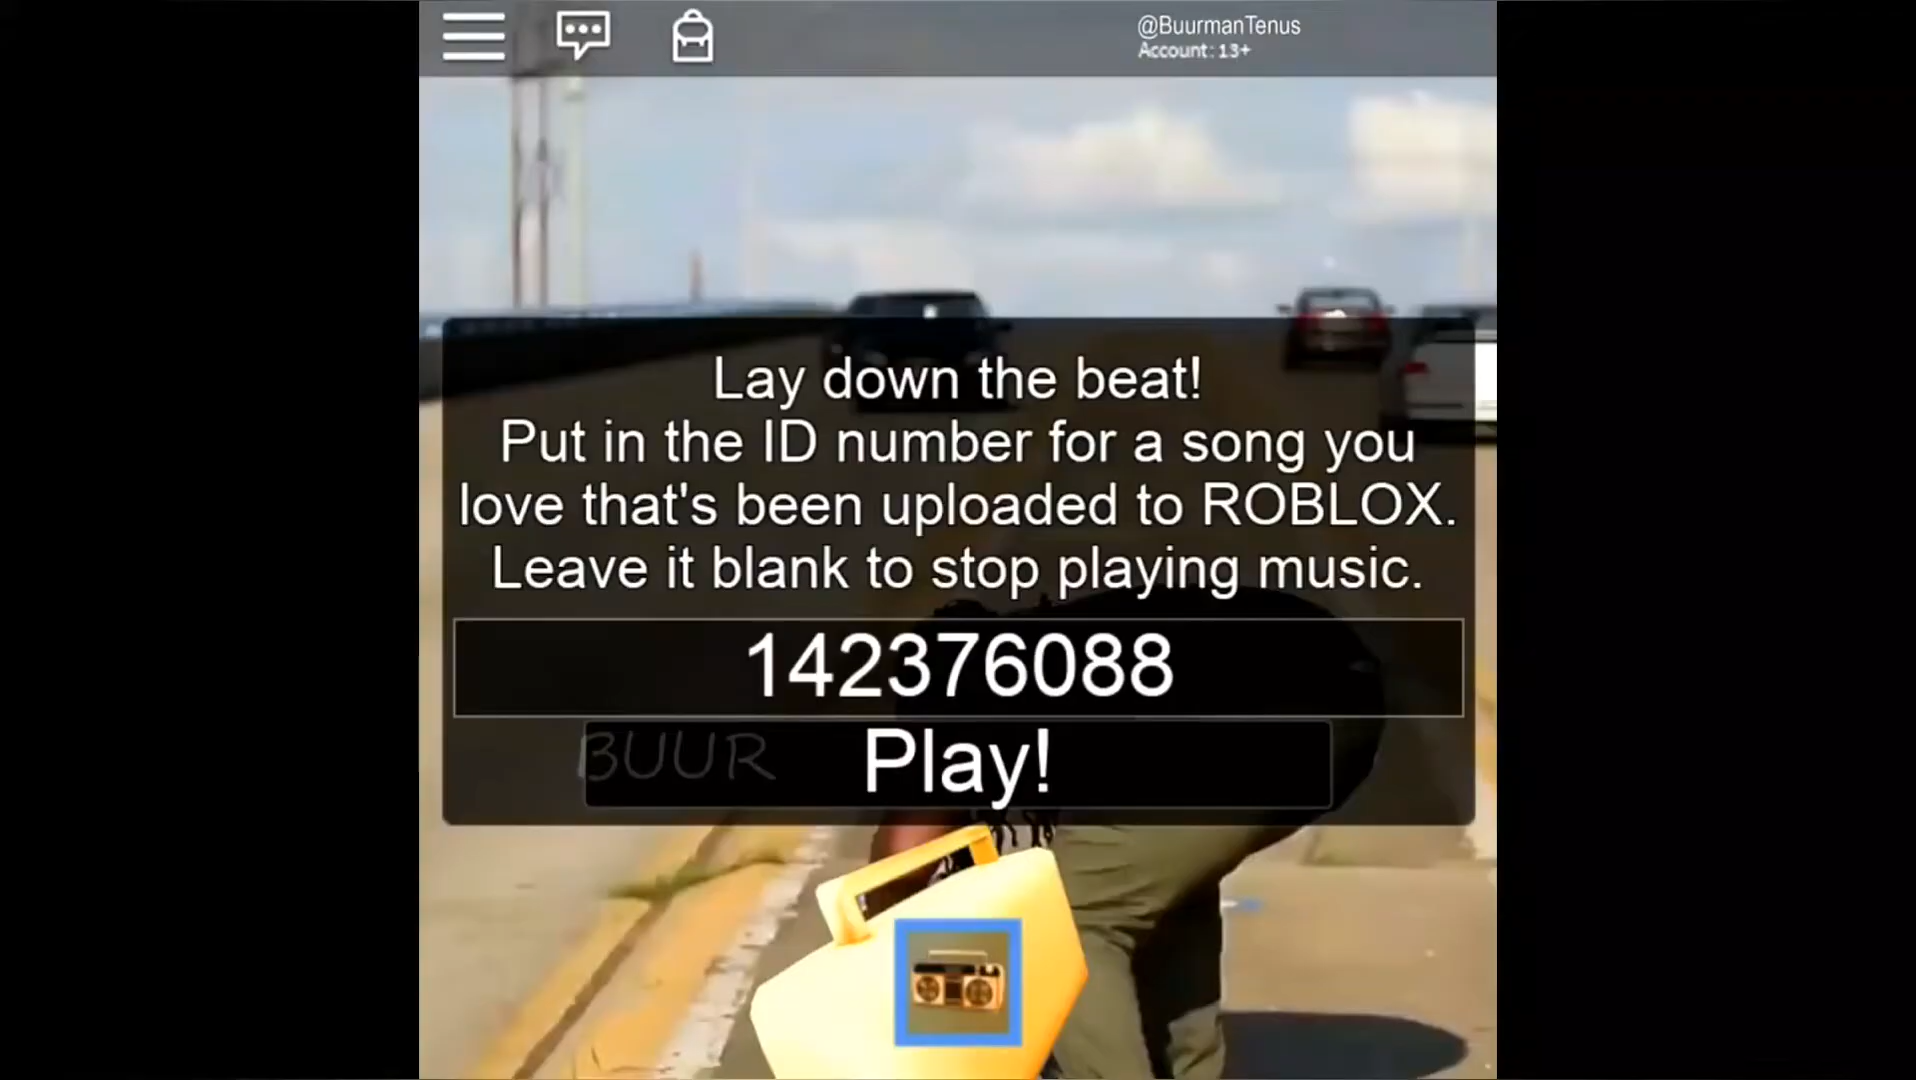 @BuurmanTenus
Account: 13+
Lay down the beat!
Put in the ID number for a song you
love that's been uploaded to ROBLOX.
Leave it blank to stop playing music.
142376088
BUUR
Play!